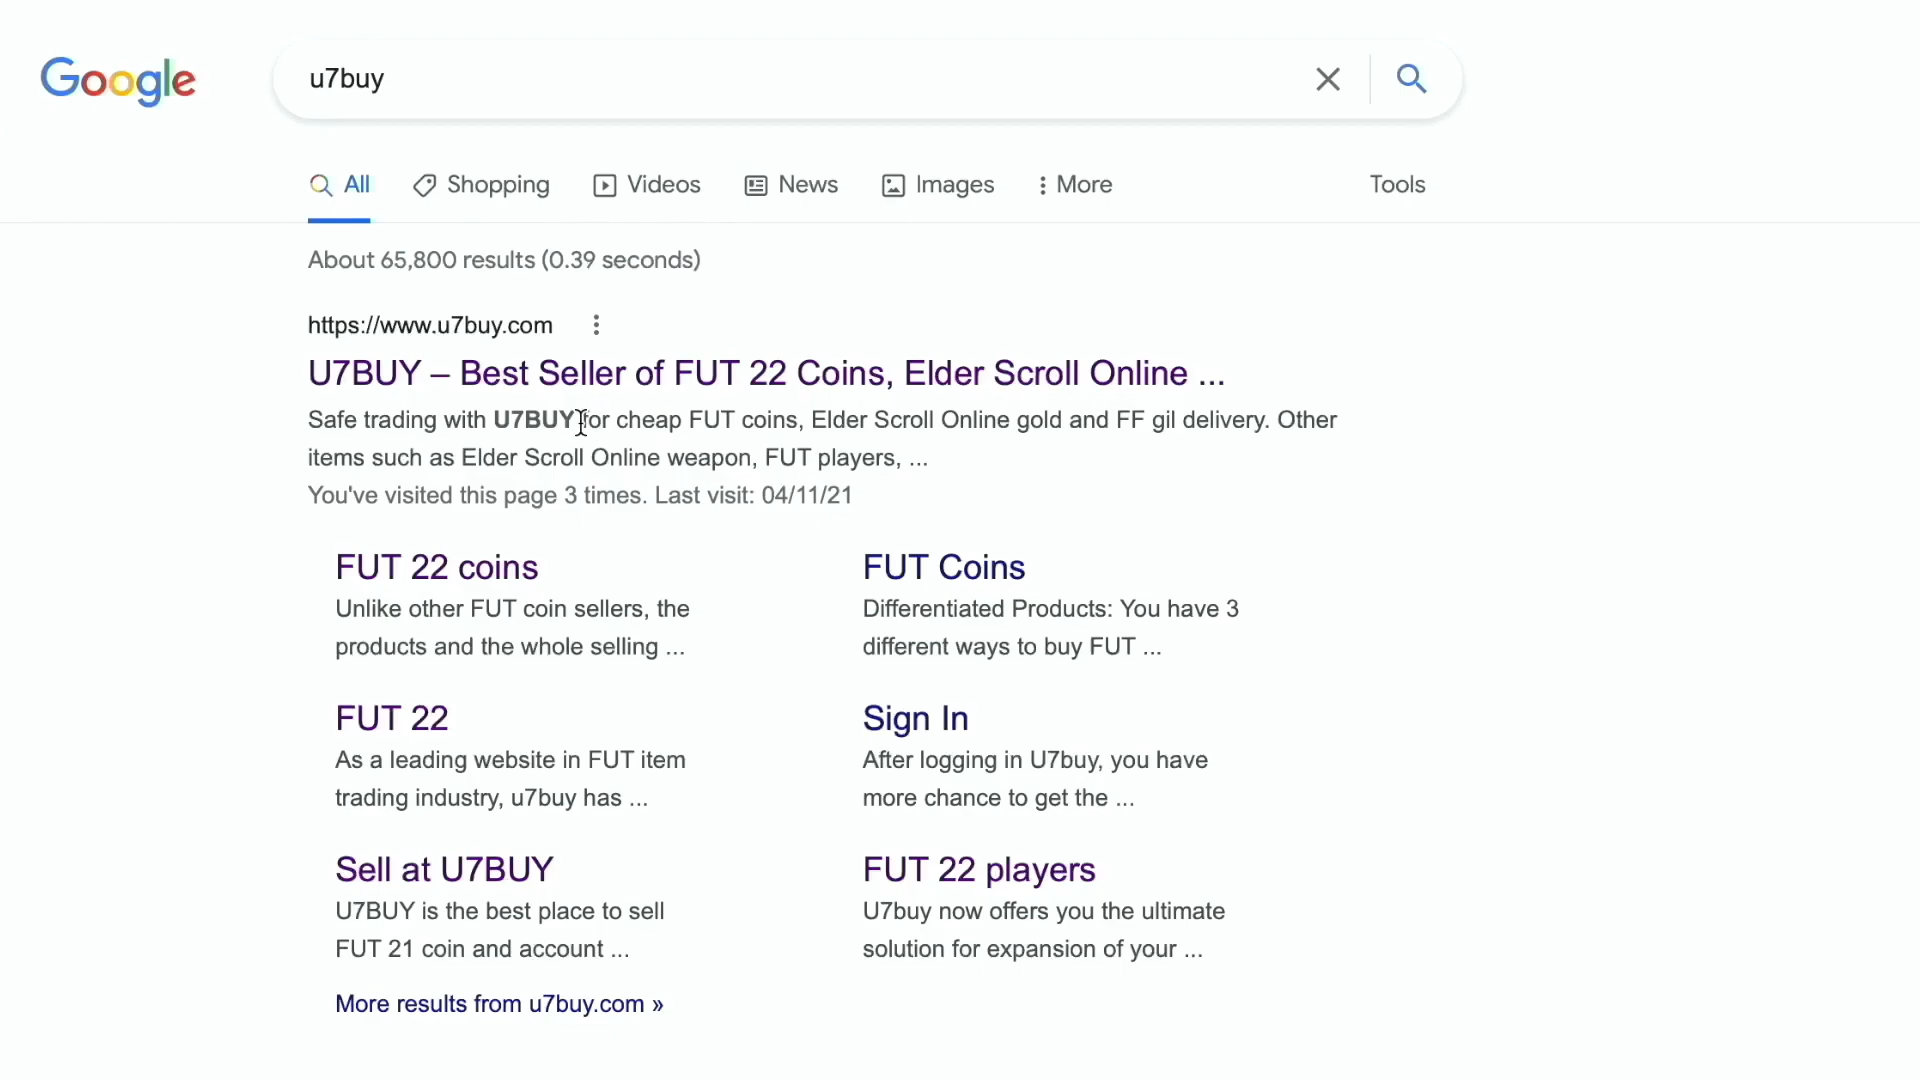 Google
u7buy
All
Shopping
Videos
News
Images
More
Tools
About 65,800 results (0.39 seconds)
https://www.u7buy.com
U7BUY – Best Seller of FUT 22 Coins, Elder Scroll Online ...
Safe trading with U7BUY for cheap FUT coins, Elder Scroll Online gold and FF gil delivery. Other
items such as Elder Scroll Online weapon, FUT players, ...
You've visited this page 3 times. Last visit: 04/11/21
FUT 22 coins
Unlike other FUT coin sellers, the
products and the whole selling ...
FUT Coins
Differentiated Products: You have 3
different ways to buy FUT ...
FUT 22
As a leading website in FUT item
trading industry, u7buy has ...
Sign In
After logging in U7buy, you have
more chance to get the ...
Sell at U7BUY
U7BUY is the best place to sell
FUT 21 coin and account ...
FUT 22 players
U7buy now offers you the ultimate
solution for expansion of your ...
More results from u7buy.com »